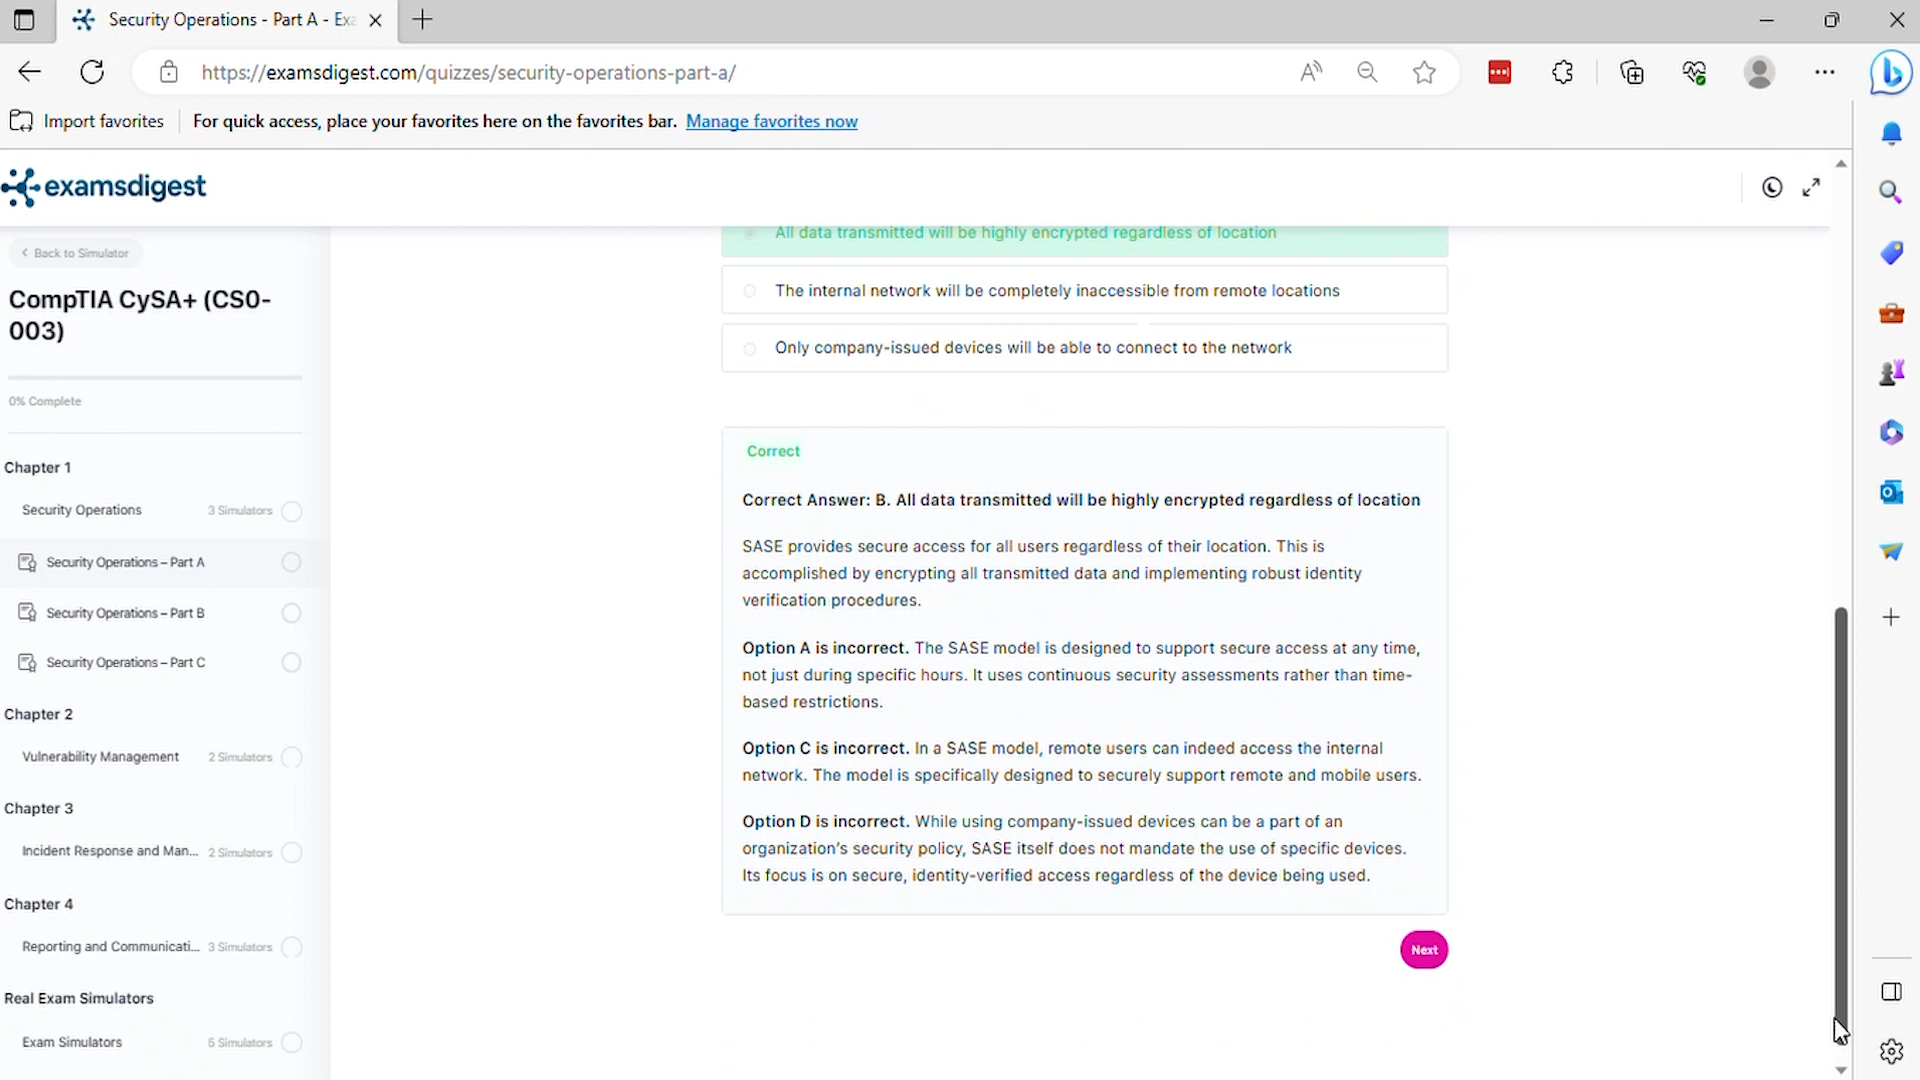 Security Operations - Part A - Exa
https://examsdigest.com/quizzes/security-operations-part-a/
Import favorites
For quick access, place your favorites here on the favorites bar. Manage favorites now
examsdigest
Back to Simulator
CompTIA CySA+ (CS0-
003)
0% Complete
Chapter 1
Security Operations 3 Simulators
Security Operations – Part A
Security Operations – Part B
Security Operations – Part C
Chapter 2
Vulnerability Management 2 Simulators
Chapter 3
Incident Response and Man... 2 Simulators
Chapter 4
Reporting and Communicati... 3 Simulators
Real Exam Simulators
Exam Simulators 5 Simulators
All data transmitted will be highly encrypted regardless of location
The internal network will be completely inaccessible from remote locations
Only company-issued devices will be able to connect to the network
Correct
Correct Answer: B. All data transmitted will be highly encrypted regardless of location
SASE provides secure access for all users regardless of their location. This is
accomplished by encrypting all transmitted data and implementing robust identity
verification procedures.
Option A is incorrect. The SASE model is designed to support secure access at any time,
not just during specific hours. It uses continuous security assessments rather than time-
based restrictions.
Option C is incorrect. In a SASE model, remote users can indeed access the internal
network. The model is specifically designed to securely support remote and mobile users.
Option D is incorrect. While using company-issued devices can be a part of an
organization's security policy, SASE itself does not mandate the use of specific devices.
Its focus is on secure, identity-verified access regardless of the device being used.
Next